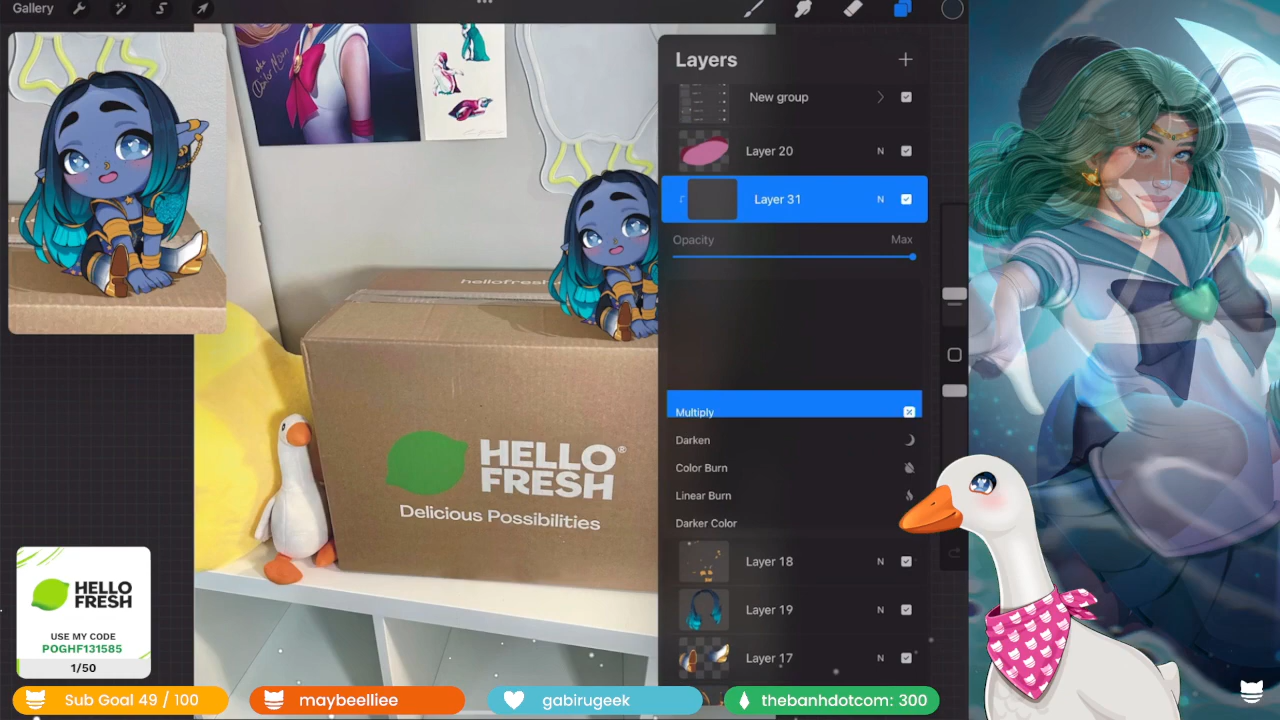 Gallery
Layers
New group
Layer 20
N
Layer 31
N
Opacity
Max
Multiply
Darken
Color Burn
Linear Burn
Darker Color
Layer 18
N
Layer 19
N
Layer 17
N
hellofresh
HELLO
FRESH®
Delicious Possibilities
HELLO
FRESH
USE MY CODE
POGHF131585
1/50
Sub Goal 49 / 100
maybeelliee
gabirugeek
thebanhdotcom: 300